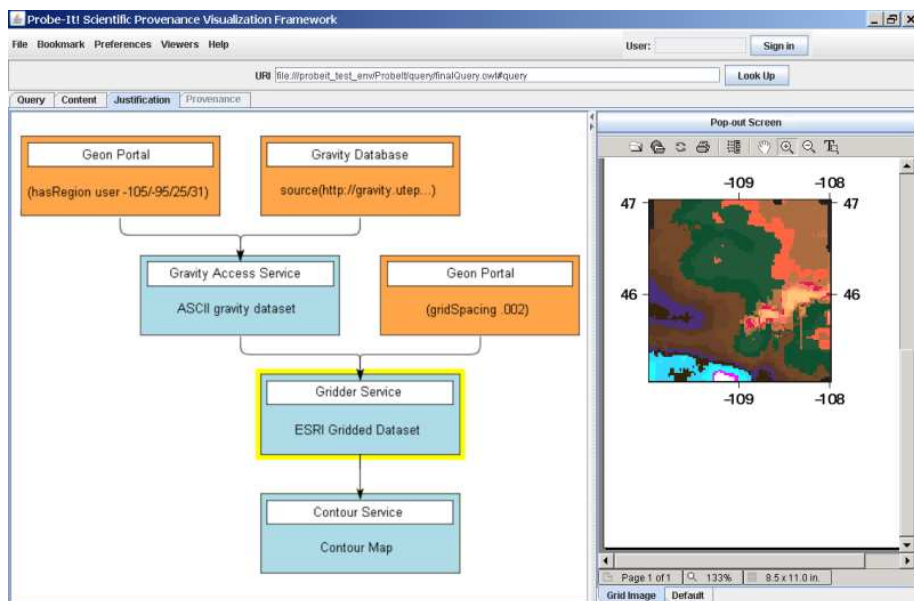 Probe-It! Scientific Provenance Visualization Framework
File Bookmark Preferences Viewers Help
User:
Sign in
URI file:///probeit_test_env/ProbeIt/query/finalQuery.owl#query
Look Up
Query Content Justification Provenance
Geon Portal
(hasRegion user -105/-95/25/31)
Gravity Database
source(http://gravity.utep...)
Gravity Access Service
ASCII gravity dataset
Geon Portal
(gridSpacing .002)
Gridder Service
ESRI Gridded Dataset
Contour Service
Contour Map
Pop-out Screen
-109 -108
47 47
46 46
-109 -108
Page 1 of 1 133% 8.5 x 11.0 in.
Grid Image Default